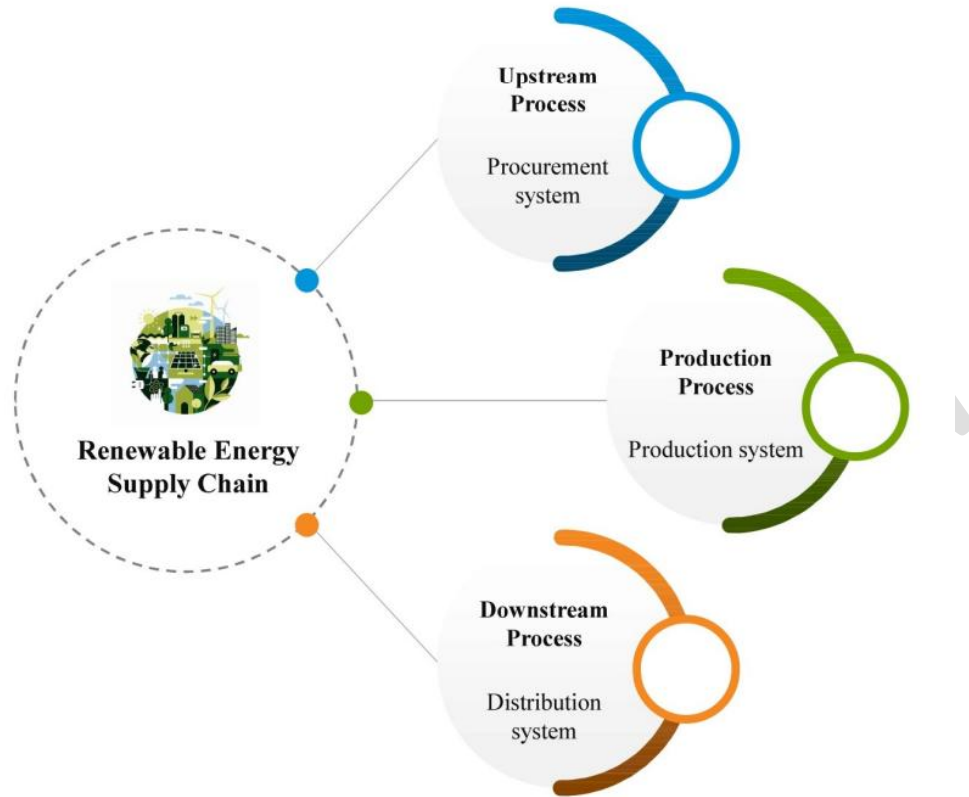 Upstream
Process
Procurement
system
Renewable Energy
Supply Chain
Production
Process
Production system
Downstream
Process
Distribution
system